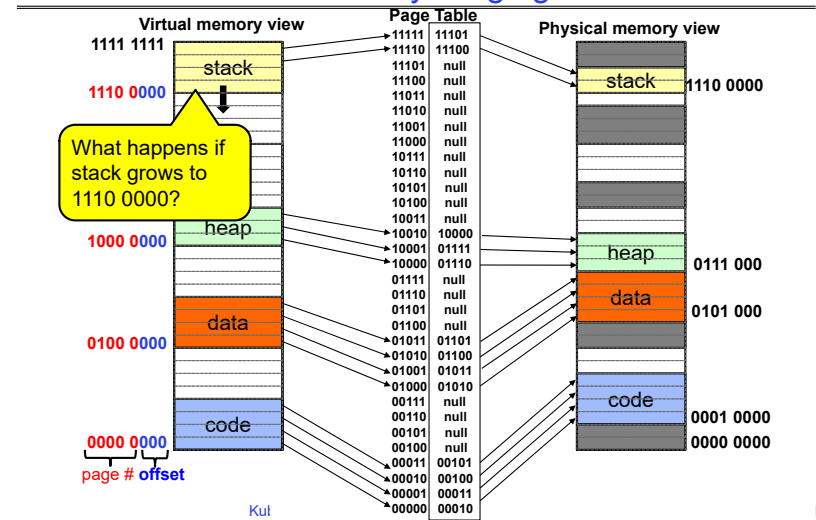 Virtual memory view
1111 1111
stack
1110 0000
What happens if
stack grows to
1110 0000?
heap
1000 0000
data
0100 0000
code
0000 0000
page # offset
Page Table
11111 11101
11110 11100
11101 null
11100 null
11011 null
11010 null
11001 null
11000 null
10111 null
10110 null
10101 null
10100 null
10011 null
10010 10000
10001 01111
10000 01110
01111 null
01110 null
01101 null
01100 null
01011 01101
01010 01100
01001 01011
01000 01010
00111 null
00110 null
00101 null
00100 null
00011 00101
00010 00100
00001 00011
00000 00010
Physical memory view
stack
1110 0000
heap
0111 000
data
0101 000
code
0001 0000
0000 0000